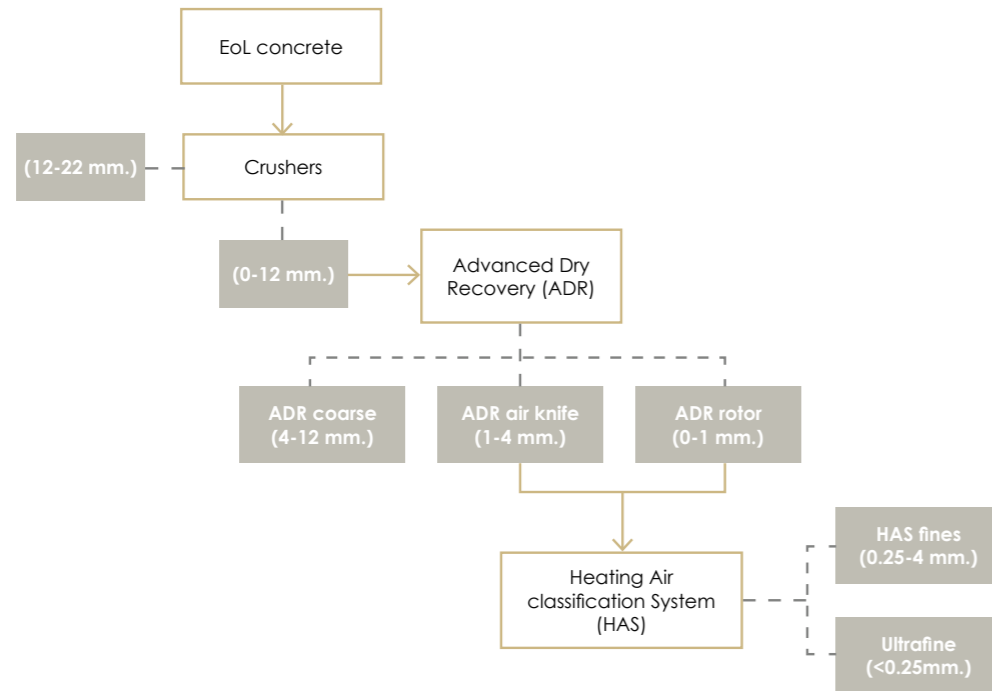 EoL concrete
(12-22 mm.)
Crushers
(0-12 mm.)
Advanced Dry
Recovery (ADR)
ADR coarse
(4-12 mm.)
ADR air knife
(1-4 mm.)
ADR rotor
(0-1 mm.)
HAS fines
(0.25-4 mm.)
Heating Air
classification System
(HAS)
Ultrafine
(<0.25mm.)